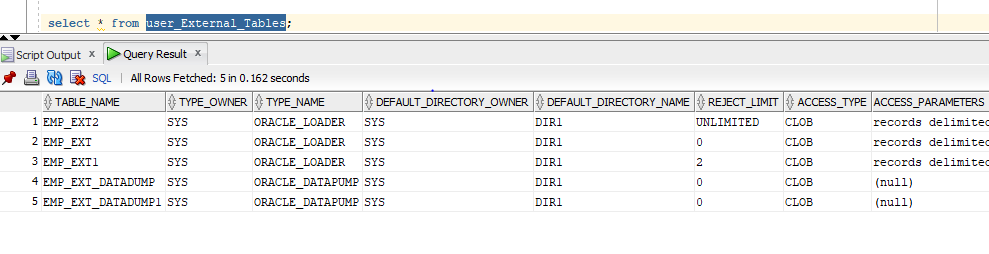 select * from user_External_Tables;
Script Output x Query Result x
SQL | All Rows Fetched: 5 in 0.162 seconds
TABLE_NAME TYPE_OWNER TYPE_NAME DEFAULT_DIRECTORY_OWNER DEFAULT_DIRECTORY_NAME REJECT_LIMIT ACCESS_TYPE ACCESS_PARAMETERS
1 EMP_EXT2 SYS ORACLE_LOADER SYS DIR1 UNLIMITED CLOB records delimited
2 EMP_EXT SYS ORACLE_LOADER SYS DIR1 0 CLOB records delimited
3 EMP_EXT1 SYS ORACLE_LOADER SYS DIR1 2 CLOB records delimited
4 EMP_EXT_DATADUMP SYS ORACLE_DATAPUMP SYS DIR1 0 CLOB (null)
5 EMP_EXT_DATADUMP1 SYS ORACLE_DATAPUMP SYS DIR1 0 CLOB (null)